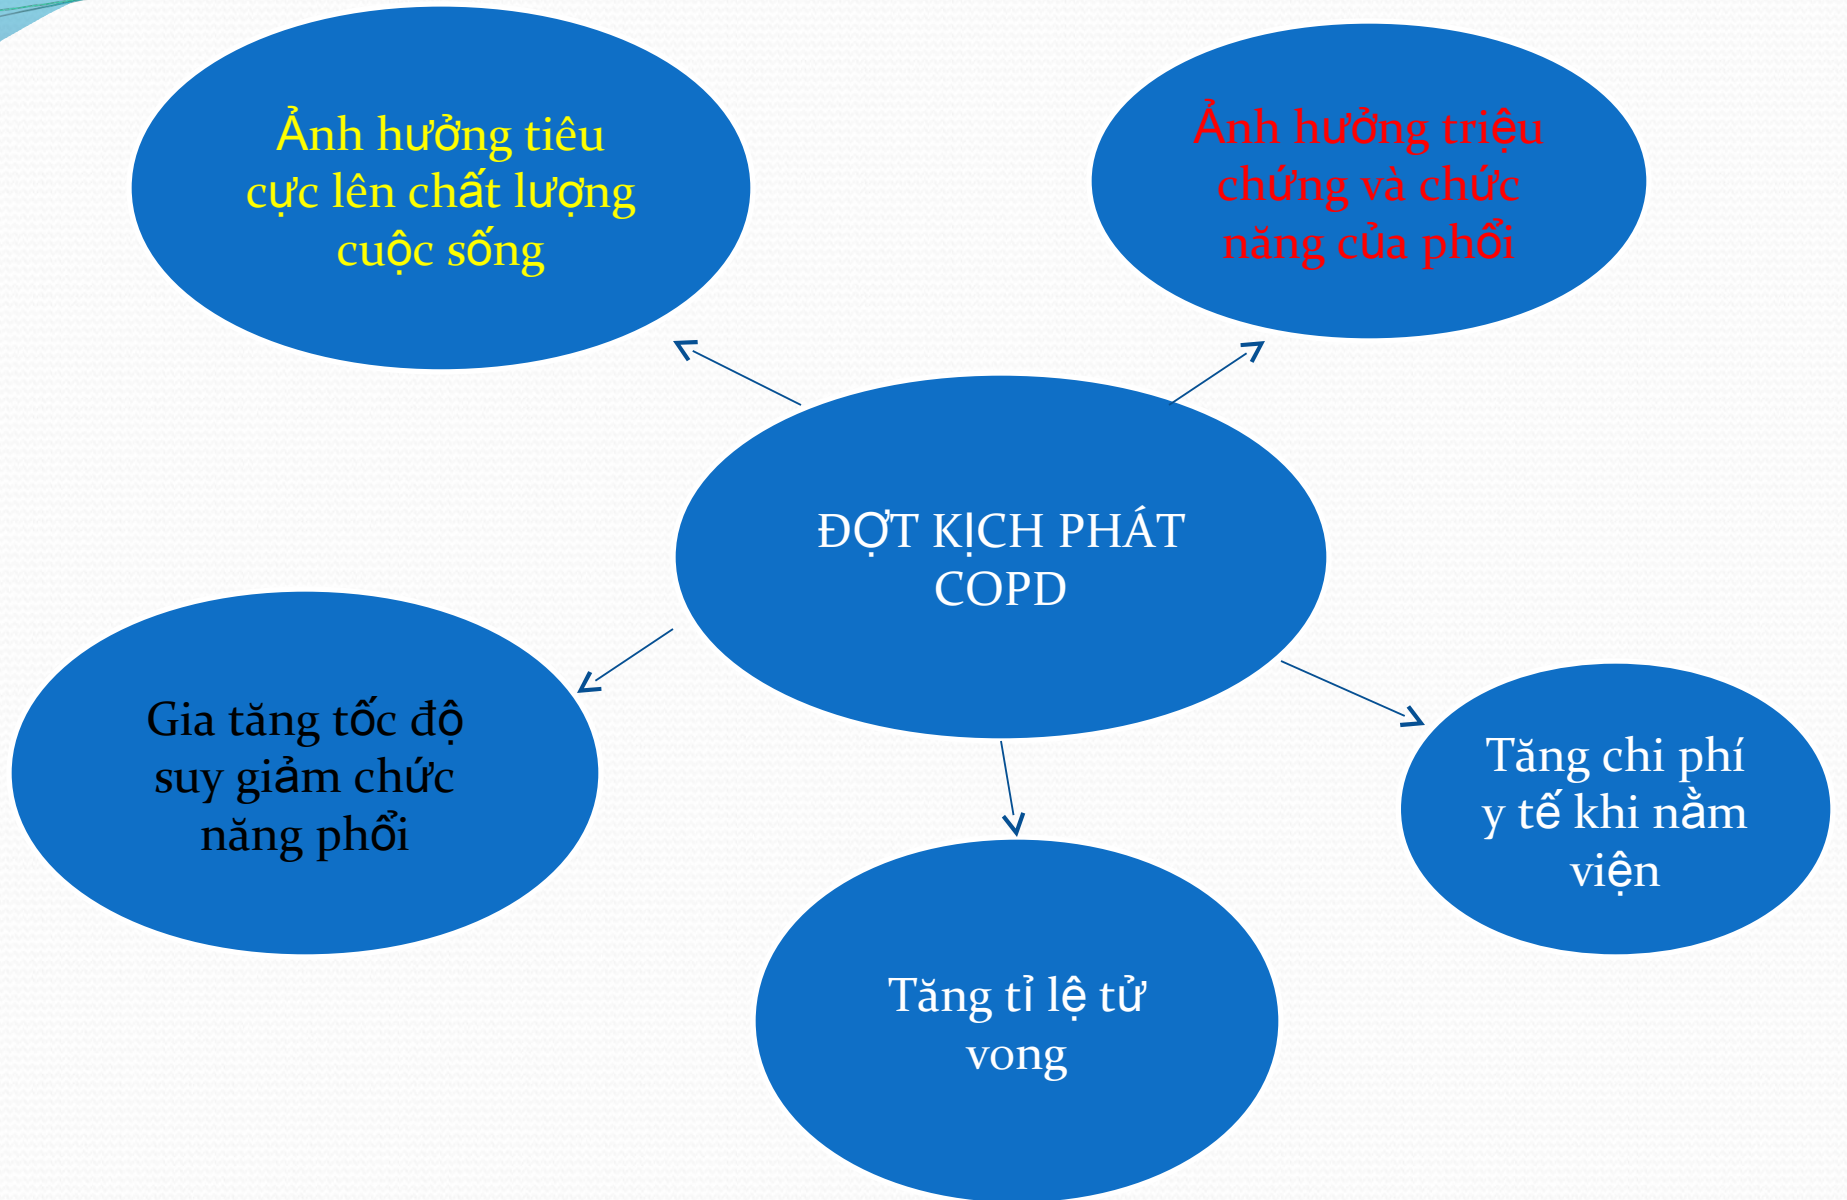 Ảnh hưởng tiêu
cực lên chất lượng
cuộc sống
Ảnh hưởng triệu
chứng và chức
năng của phổi
ĐỢT KỊCH PHÁT
COPD
Gia tăng tốc độ
suy giảm chức
năng phổi
Tăng chi phí
y tế khi nằm
viện
Tăng tỉ lệ tử
vong